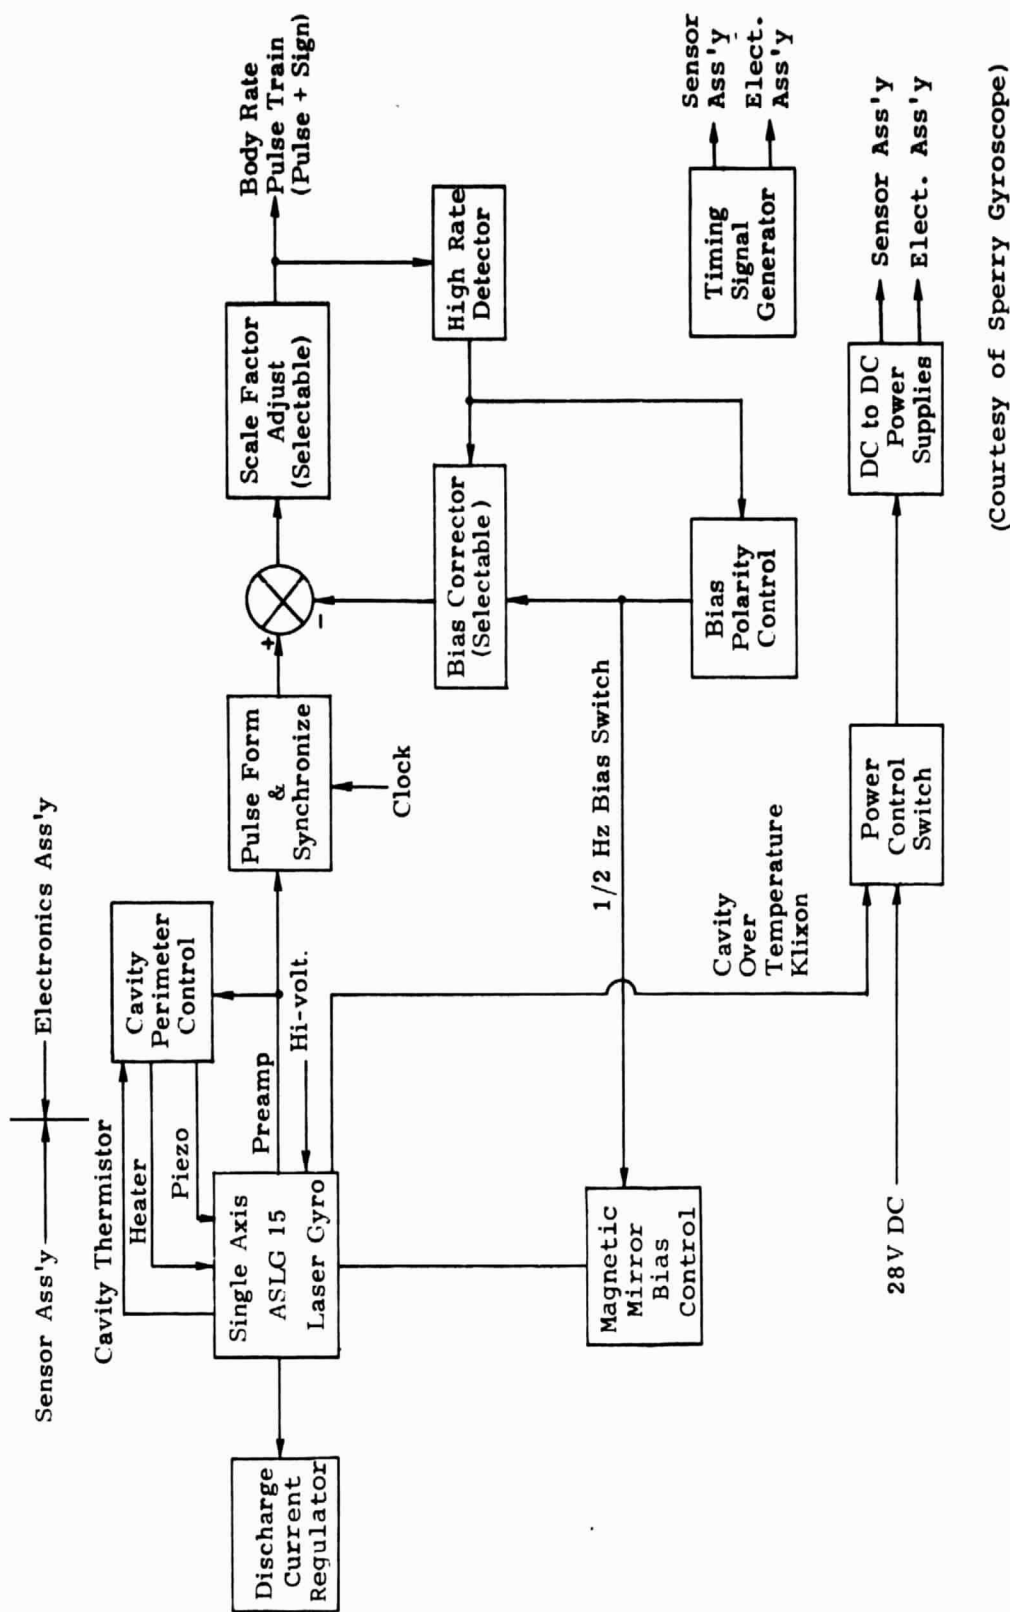 Sensor Ass'y
Electronics Ass'y
Cavity Thermistor
Heater
Piezo
Cavity
Perimeter
Control
Discharge
Current
Regulator
Single Axis
ASLG 15
Laser Gyro
Preamp
Hi-volt.
Pulse Form
&
Synchronize
Clock
+
-
Scale Factor
Adjust
(Selectable)
Body Rate
Pulse Train
(Pulse + Sign)
High Rate
Detector
Bias Corrector
(Selectable)
Bias
Polarity
Control
1/2 Hz Bias Switch
Magnetic
Mirror
Bias
Control
Cavity
Over
Temperature
Klixon
Timing
Signal
Generator
Sensor
Ass'y
Elect.
Ass'y
28V DC
Power
Control
Switch
DC to DC
Power
Supplies
Sensor Ass'y
Elect. Ass'y
(Courtesy of Sperry Gyroscope)